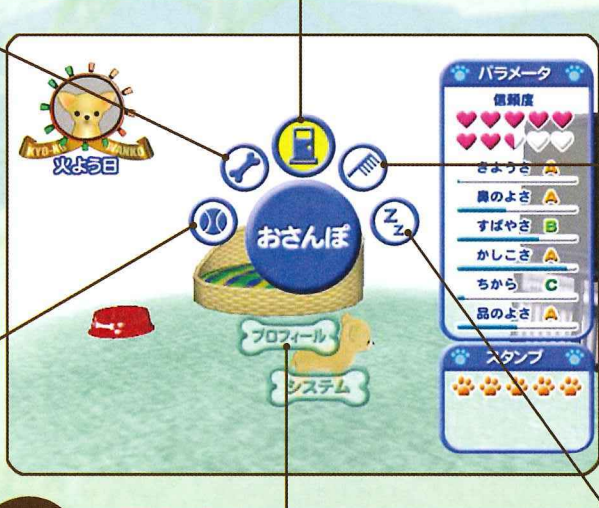 KYO-NO WANKO
火よう日
おさんぽ
プロフィール
システム
パラメータ
信頼度
きようさ A
鼻のよさ A
すばやさ B
かしこさ A
ちから C
品のよさ A
スタンプ
Z
Z